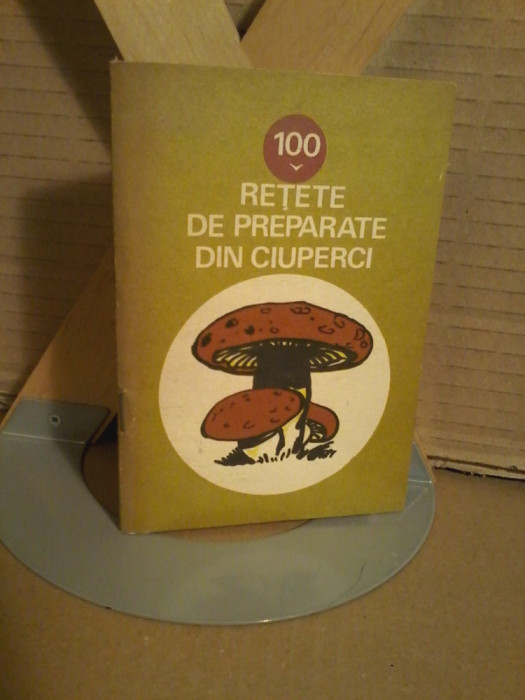 100
REȚETE
DE PREPARATE
DIN CIUPERCI